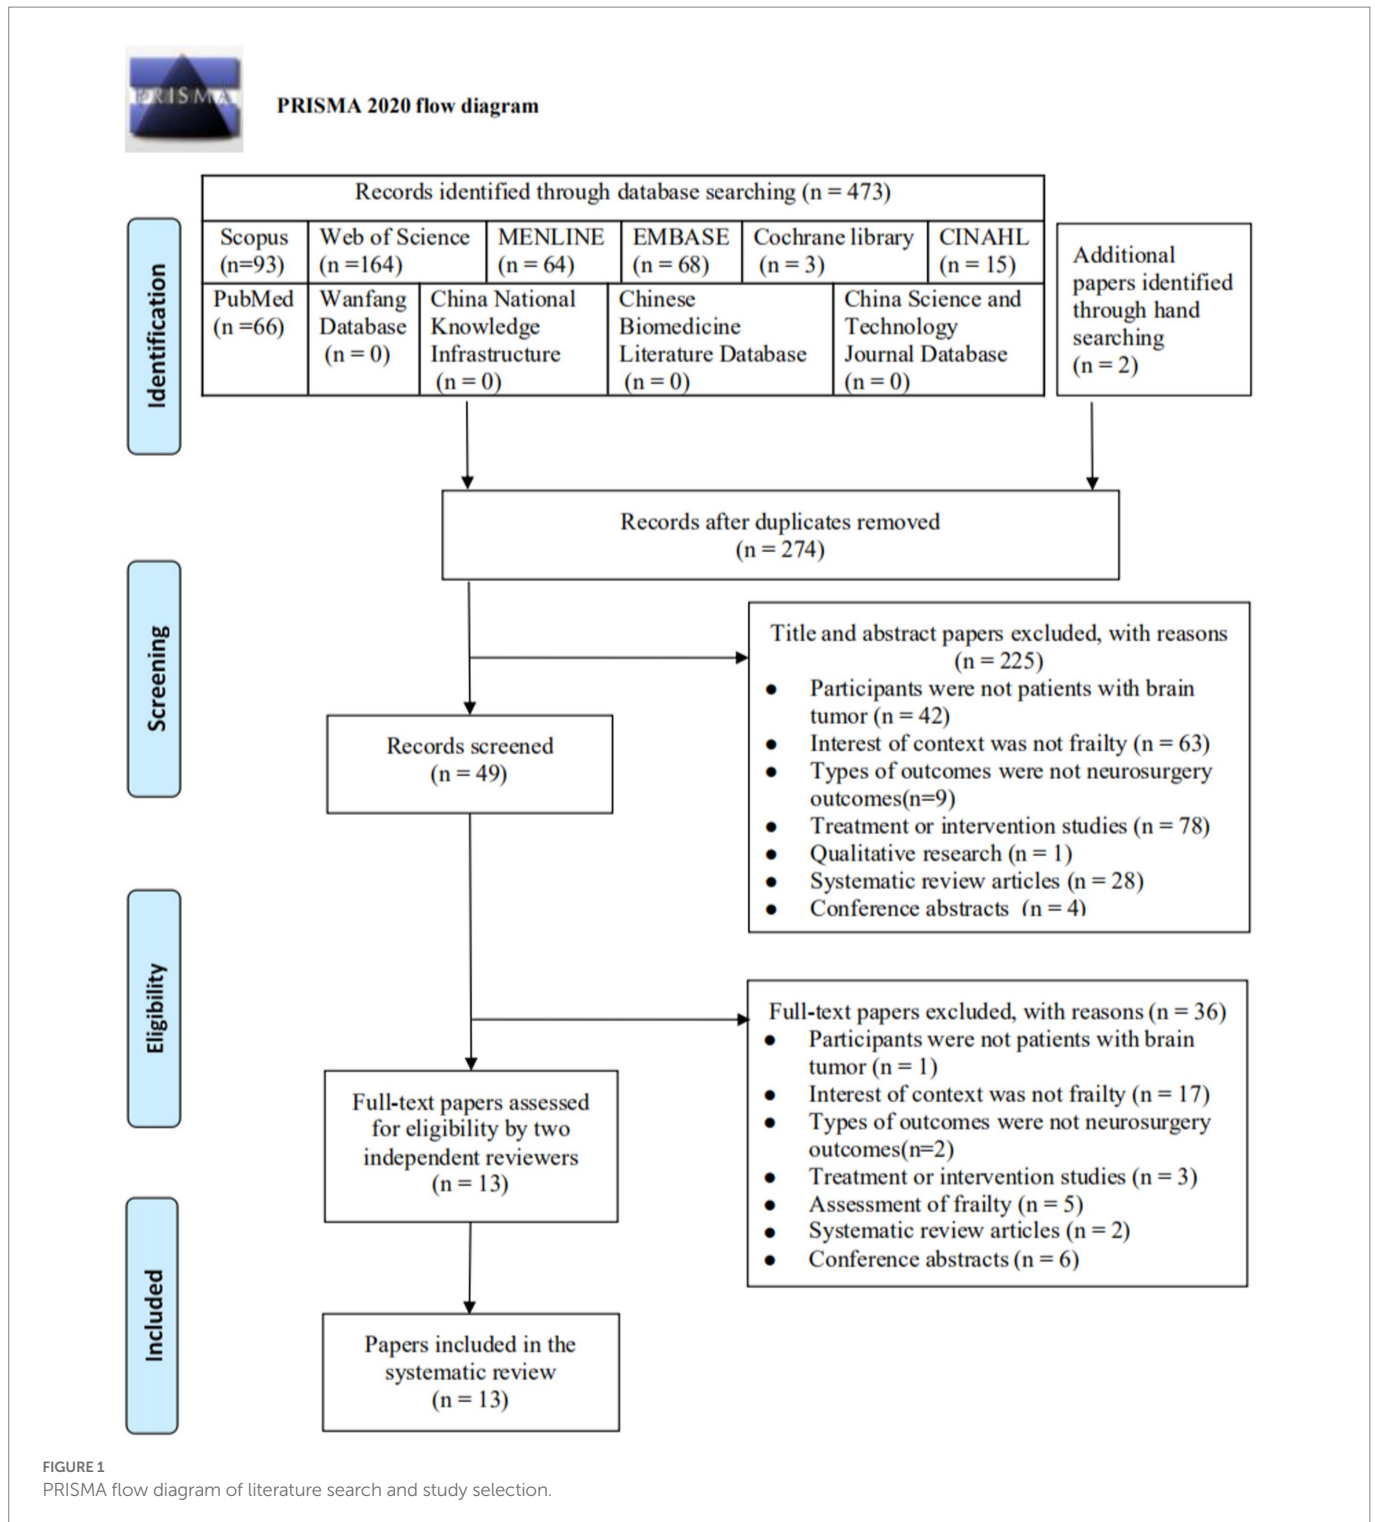 PRISMA
PRISMA 2020 flow diagram
Identification
Records identified through database searching (n = 473)
Scopus
(n=93)
Web of Science
(n =164)
MENLINE
(n = 64)
EMBASE
(n = 68)
Cochrane library
(n = 3)
CINAHL
(n = 15)
PubMed
(n =66)
Wanfang
Database
(n = 0)
China National
Knowledge
Infrastructure
(n = 0)
Chinese
Biomedicine
Literature Database
(n = 0)
China Science and
Technology
Journal Database
(n = 0)
Additional
papers identified
through hand
searching
(n = 2)
Records after duplicates removed
(n = 274)
Screening
Title and abstract papers excluded, with reasons
(n = 225)
● Participants were not patients with brain
tumor (n = 42)
● Interest of context was not frailty (n = 63)
● Types of outcomes were not neurosurgery
outcomes(n=9)
● Treatment or intervention studies (n = 78)
● Qualitative research (n = 1)
● Systematic review articles (n = 28)
● Conference abstracts (n = 4)
Records screened
(n = 49)
Eligibility
Full-text papers excluded, with reasons (n = 36)
● Participants were not patients with brain
tumor (n = 1)
● Interest of context was not frailty (n = 17)
● Types of outcomes were not neurosurgery
outcomes(n=2)
● Treatment or intervention studies (n = 3)
● Assessment of frailty (n = 5)
● Systematic review articles (n = 2)
● Conference abstracts (n = 6)
Full-text papers assessed
for eligibility by two
independent reviewers
(n = 13)
Included
Papers included in the
systematic review
(n = 13)
FIGURE 1
PRISMA flow diagram of literature search and study selection.